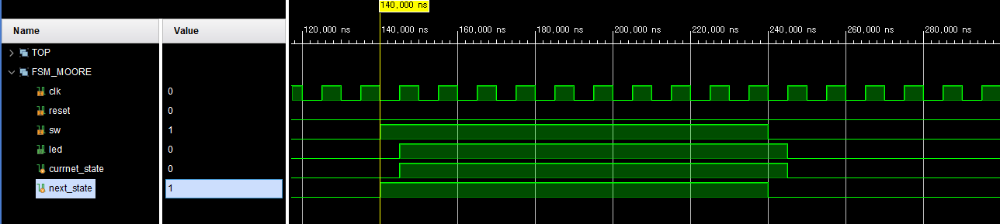 140,000 ns
Name Value
120,000 ns 140,000 ns 160,000 ns 180,000 ns 200,000 ns 220,000 ns 240,000 ns 260,000 ns 280,000 ns
TOP
FSM_MOORE
clk 0
reset 0
sw 1
led 0
currnet_state 0
next_state 1